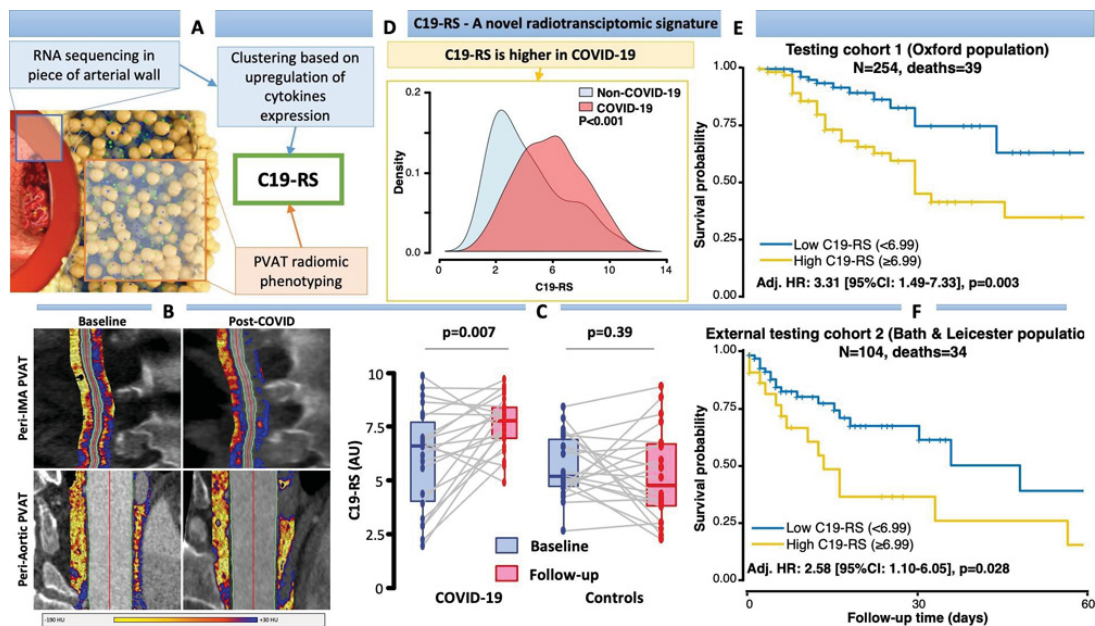 A
RNA sequencing in
piece of arterial wall
Clustering based on
upregulation of
cytokines
expression
C19-RS
PVAT radiomic
phenotyping
D
C19-RS - A novel radiotransciptomic signature
C19-RS is higher in COVID-19
Non-COVID-19
COVID-19
P<0.001
0.2
0.1
0.0
Density
2
6
10
14
C19-RS
E
Testing cohort 1 (Oxford population)
N=254, deaths=39
1.00
0.75
0.50
0.25
0.00
Survival probability
Low C19-RS (<6.99)
High C19-RS (≥6.99)
Adj. HR: 3.31 [95%CI: 1.49-7.33], p=0.003
B
Baseline
Post-COVID
Peri-IMA PVAT
Peri-Aortic PVAT
-190 HU
+30 HU
C
p=0.007
p=0.39
10
7.5
5
2.5
0
C19-RS (AU)
Baseline
Follow-up
COVID-19
Controls
F
External testing cohort 2 (Bath & Leicester populatio
N=104, deaths=34
1.00
0.75
0.50
0.25
0.00
Survival probability
Low C19-RS (<6.99)
High C19-RS (≥6.99)
Adj. HR: 2.58 [95%CI: 1.10-6.05], p=0.028
0
20
40
60
Follow-up time (days)